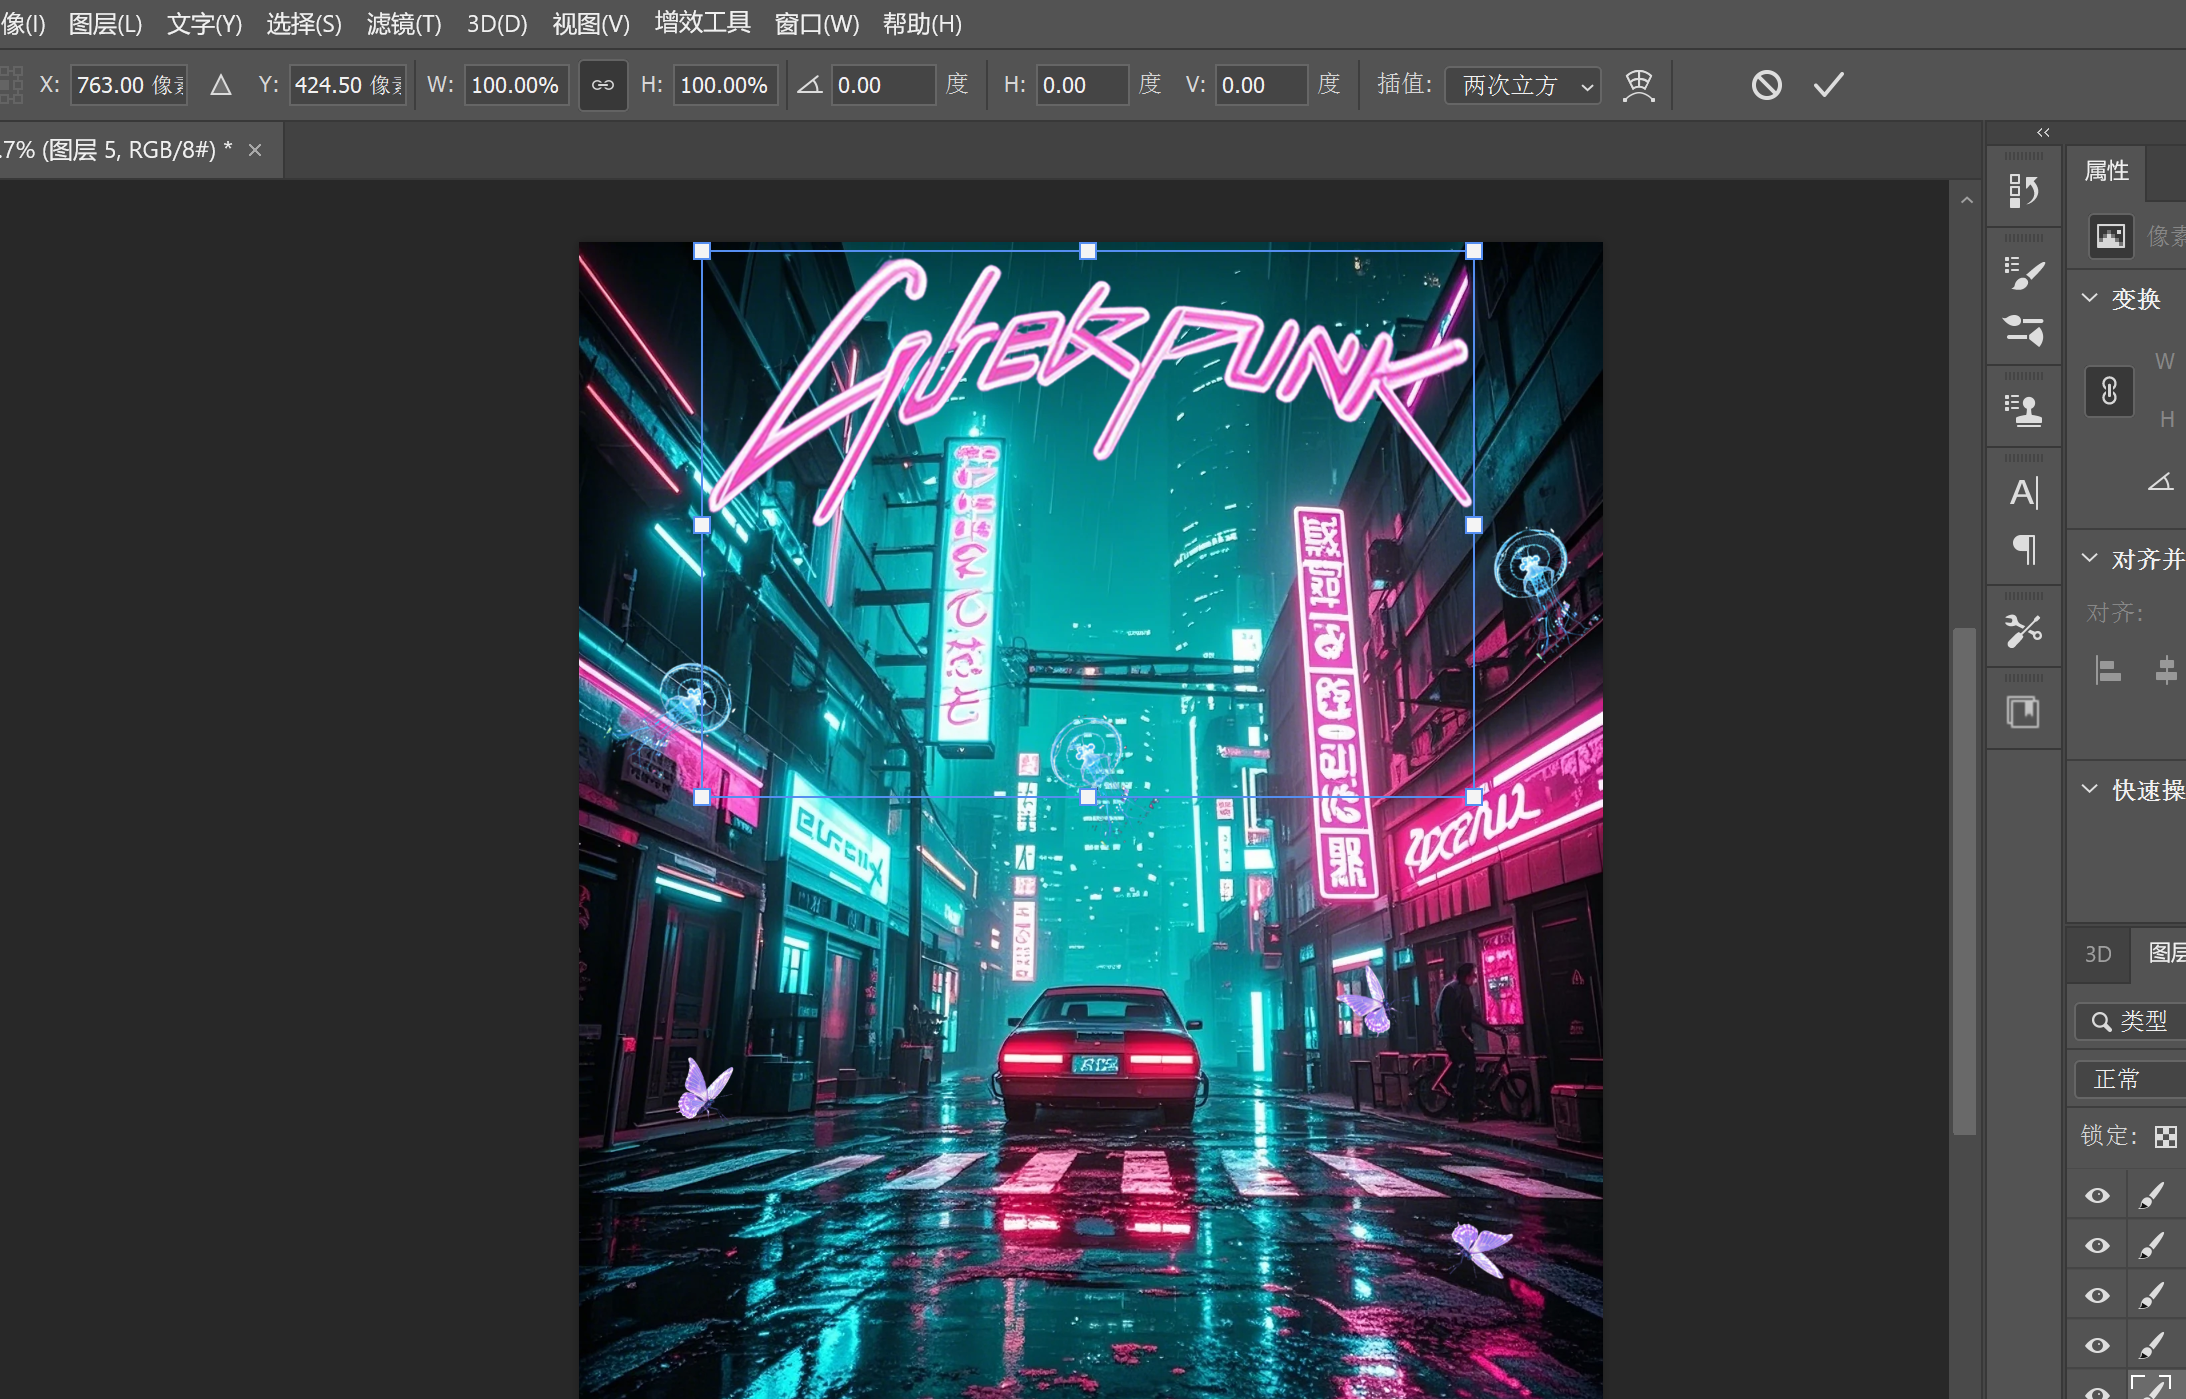 像(I) 图层(L) 文字(Y) 选择(S) 滤镜(T) 3D(D) 视图(V) 增效工具 窗口(W) 帮助(H)
X: 763.00 像 Y: 424.50 像 W: 100.00% H: 100.00% 0.00 度 H: 0.00 度 V: 0.00 度 插值: 两次立方
.7% (图层 5, RGB/8#) * ×
属性
像素
变换
W
H
对齐并
对齐:
快速操
3D 图层
类型
正常
锁定:
Cyberpunk